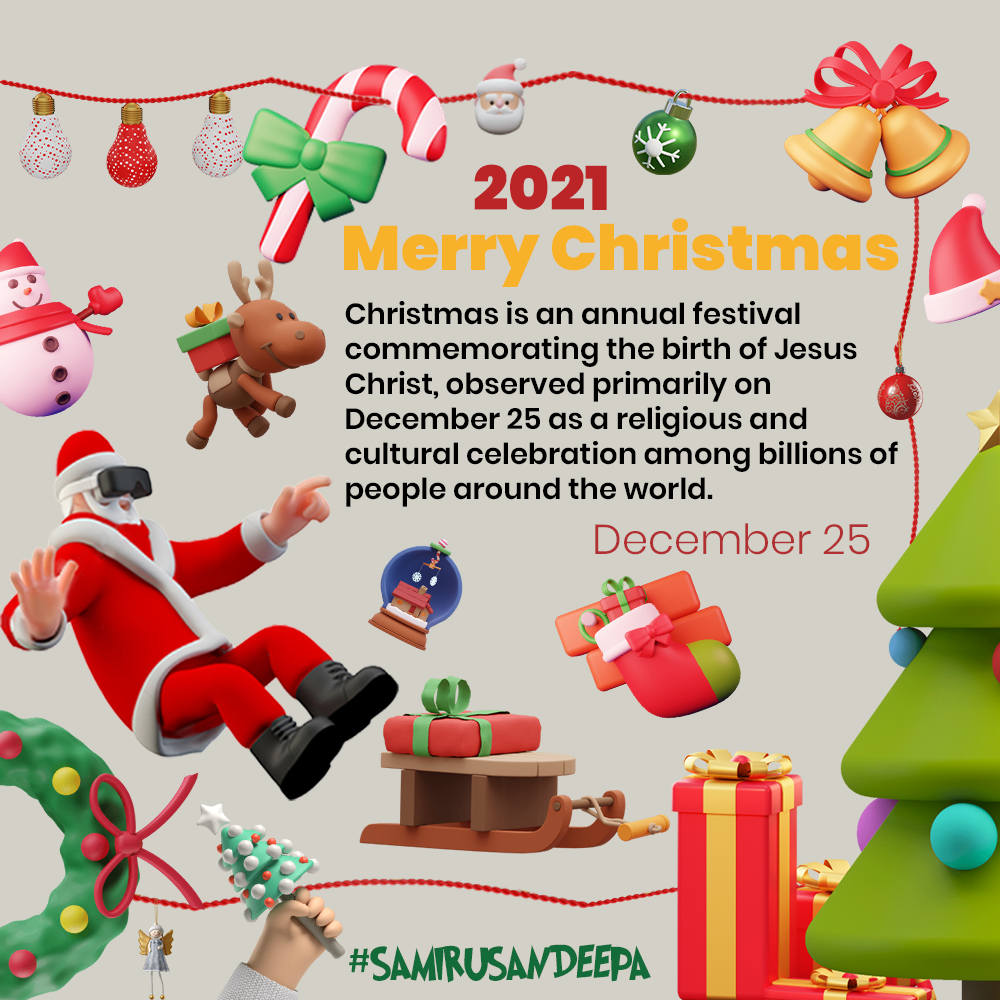 2021
Merry Christmas
Christmas is an annual festival
commemorating the birth of Jesus
Christ, observed primarily on
December 25 as a religious and
cultural celebration among billions of
people around the world.
December 25
#SAMIRUSANDEEPA